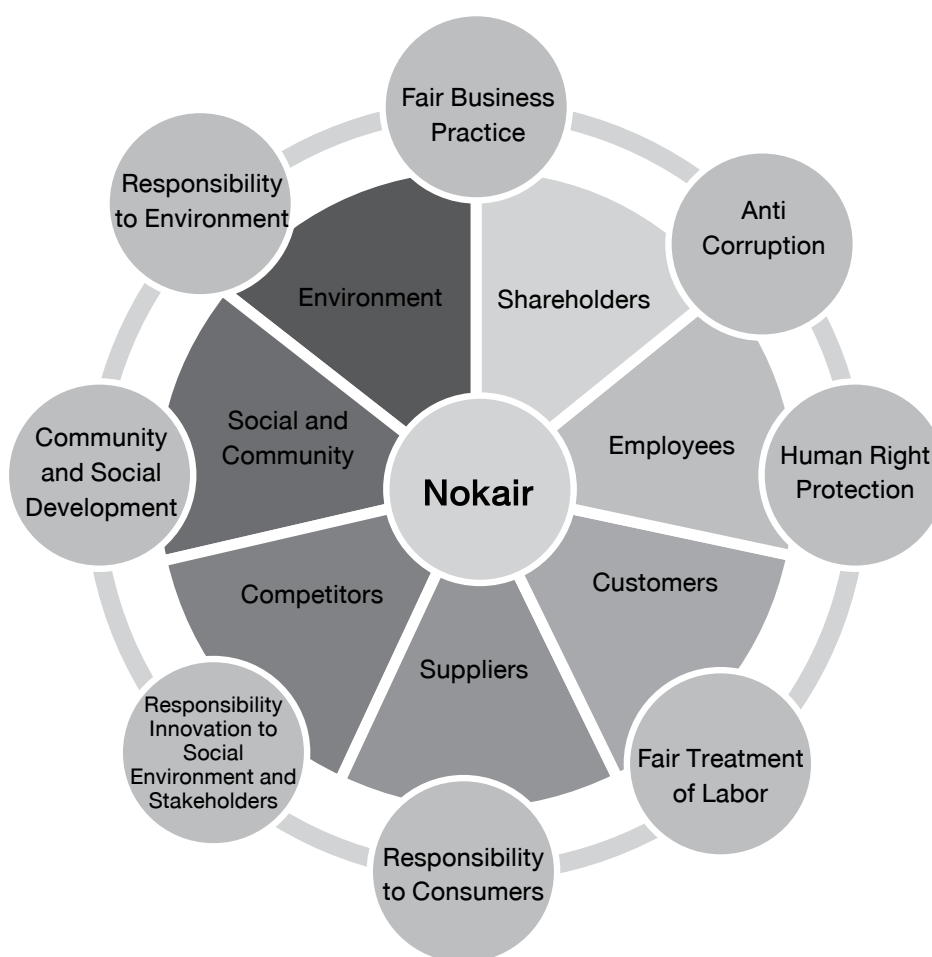 Fair Business
Practice
Responsibility
to Environment
Anti
Corruption
Environment
Shareholders
Social and
Community
Employees
Community
and Social
Development
Human Right
Protection
Nokair
Competitors
Customers
Suppliers
Responsibility
Innovation to
Social
Environment and
Stakeholders
Fair Treatment
of Labor
Responsibility
to Consumers